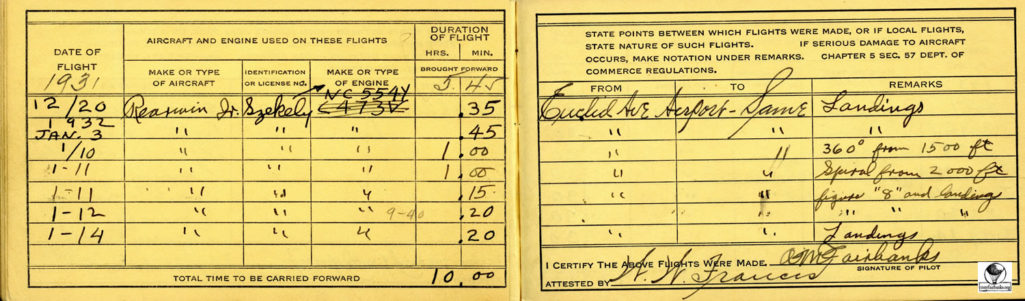 DATE OF FLIGHT
1931
AIRCRAFT AND ENGINE USED ON THESE FLIGHTS
DURATION OF FLIGHT
HRS. MIN.
MAKE OR TYPE OF AIRCRAFT
IDENTIFICATION OR LICENSE NO.
MAKE OR TYPE OF ENGINE
BROUGHT FORWARD
5.45
NC 554Y
12/20 Rearwin Jr. Szekely C473V .35
1932
JAN. 3 " " " .45
1/10 " " " 1.00
1-11 " " " 1.00
1-11 " " " .15
1-12 " " " 9-40 .20
1-14 " " " .20
TOTAL TIME TO BE CARRIED FORWARD 10.00
STATE POINTS BETWEEN WHICH FLIGHTS WERE MADE, OR IF LOCAL FLIGHTS,
STATE NATURE OF SUCH FLIGHTS. IF SERIOUS DAMAGE TO AIRCRAFT
OCCURS, MAKE NOTATION UNDER REMARKS. CHAPTER 5 SEC. 57 DEPT. OF
COMMERCE REGULATIONS.
FROM TO REMARKS
Euclid Ave Airport - Same Landings
" " "
" " 360° from 1500 ft
" " Spiral from 2000 ft
" " figure "8" and landing
" " " " "
" " Landings
I CERTIFY THE ABOVE FLIGHTS WERE MADE. Fairbanks
SIGNATURE OF PILOT
ATTESTED BY H. W. Francis